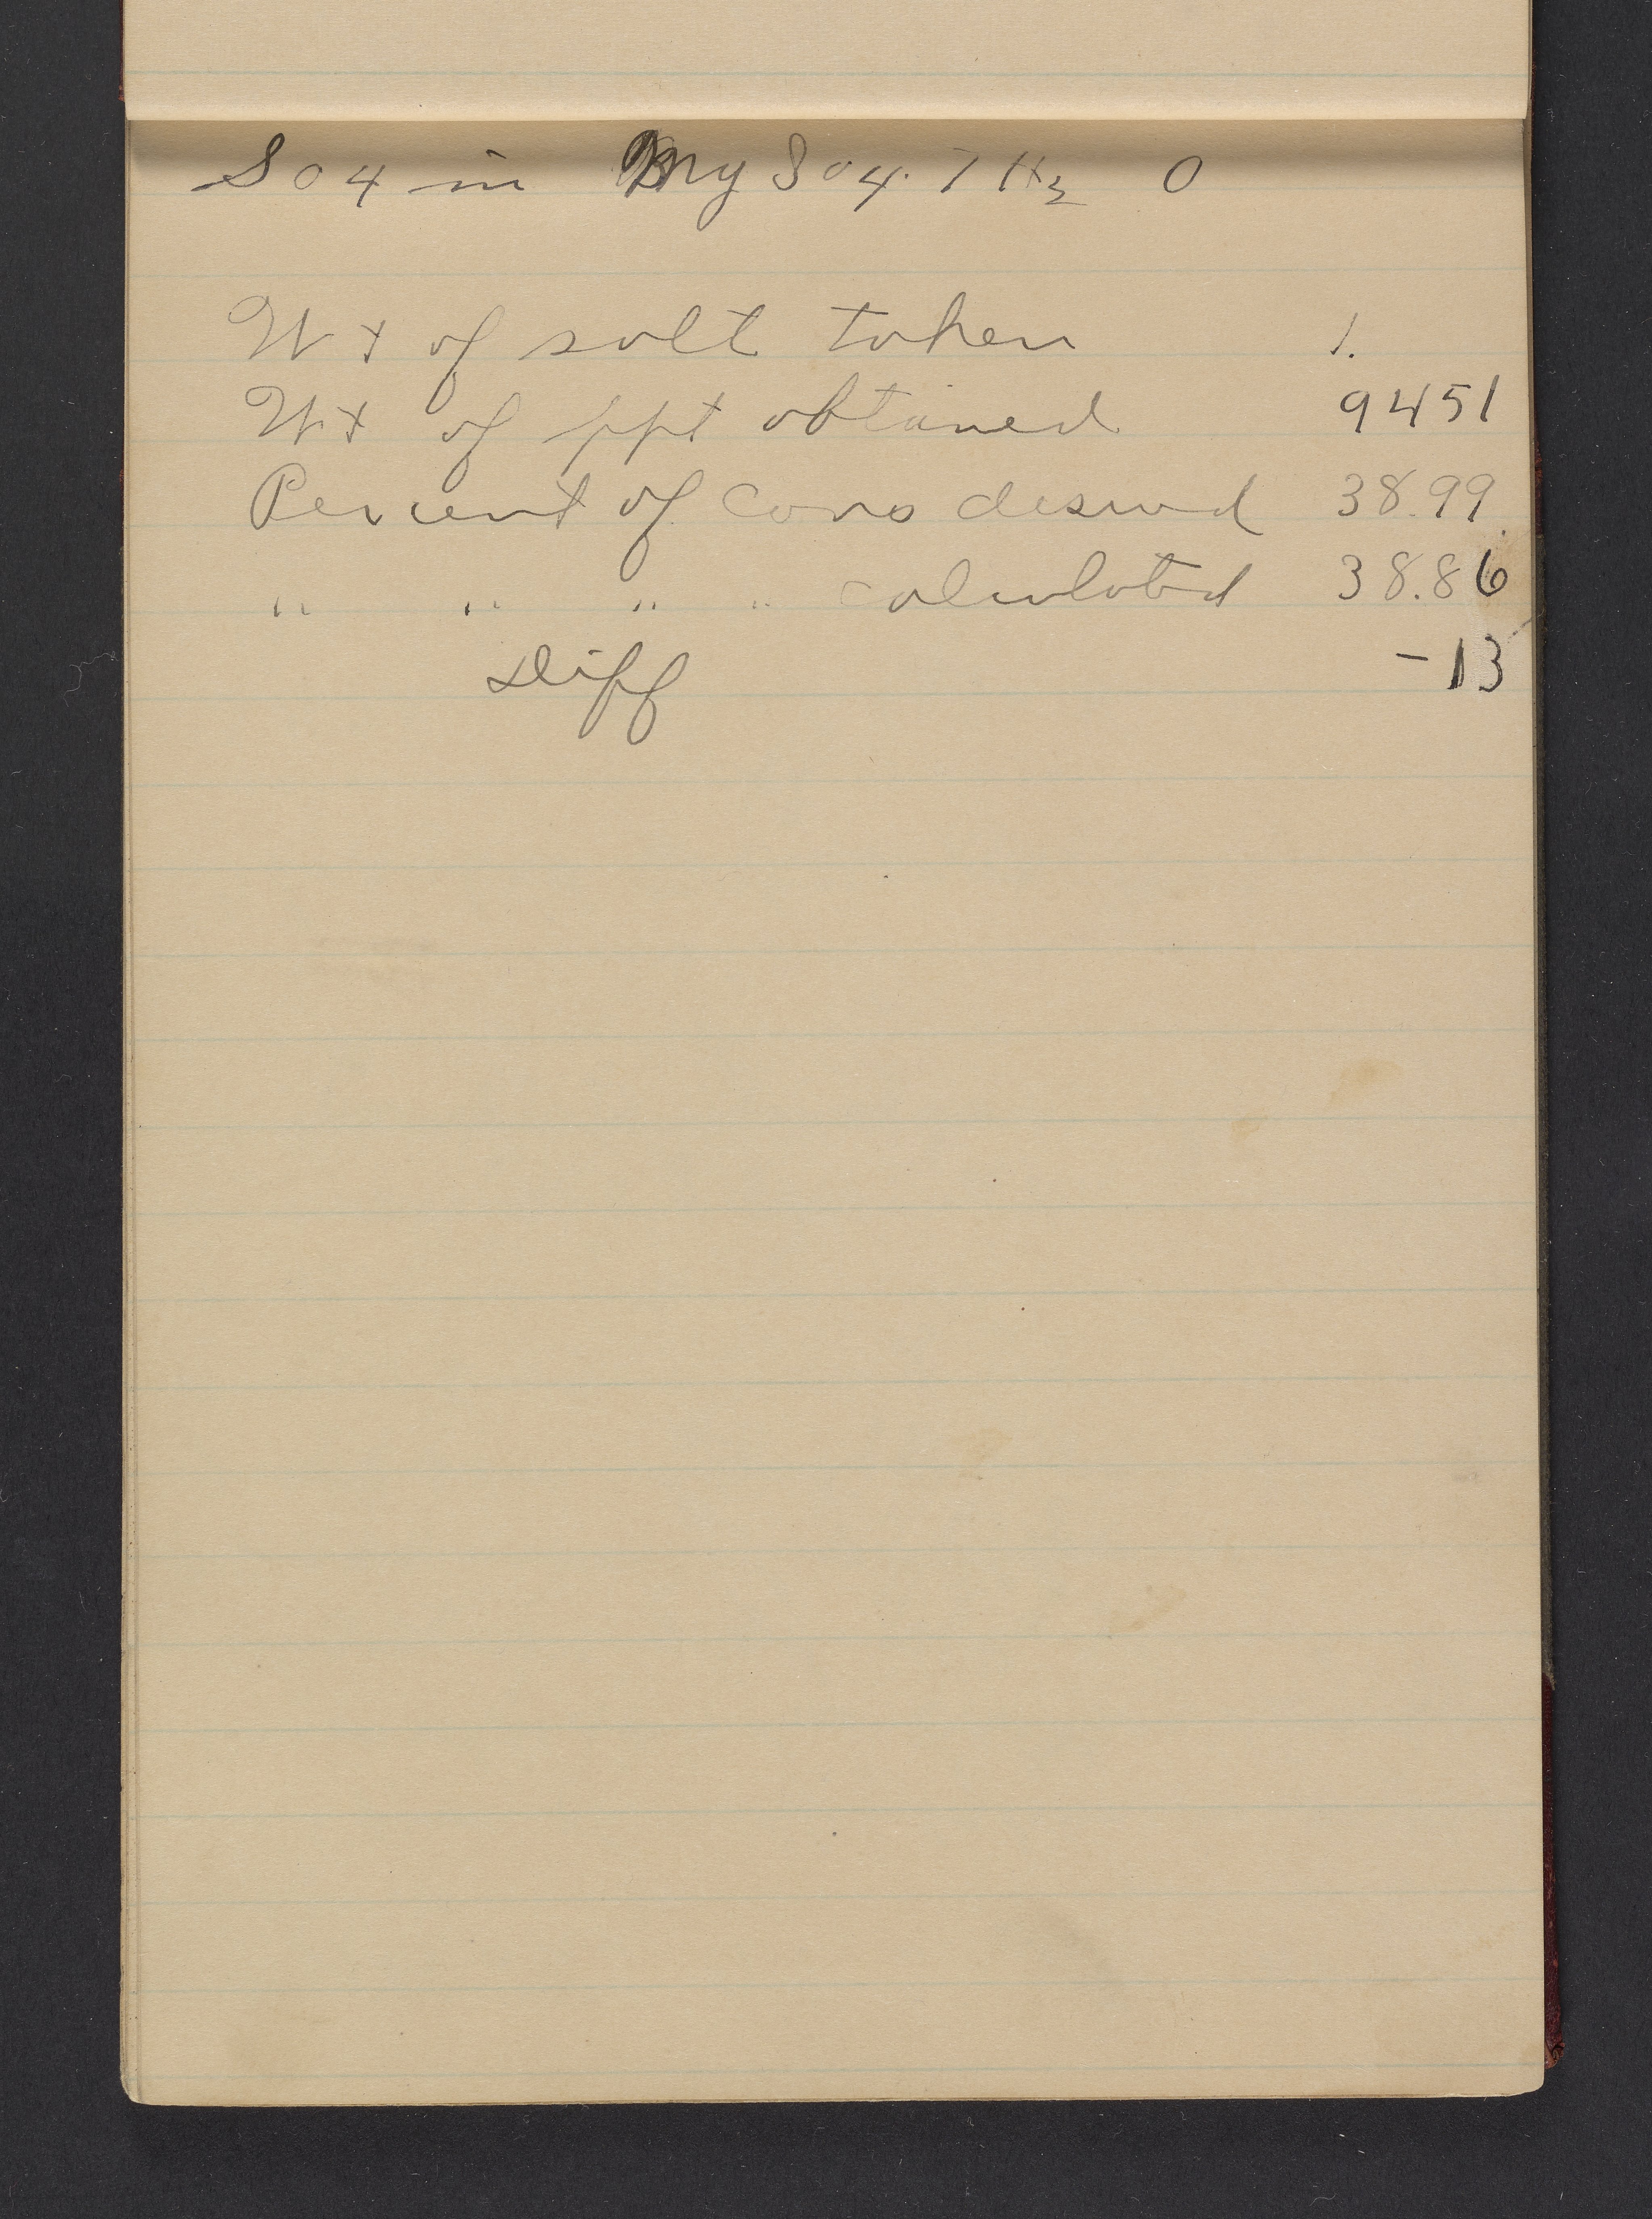 SO4 in MgSO4.7H2 O
Wt of salt taken 1.
Wt of ppt obtained 9451
Percent of cons desired 38.99
" " " " calculated 38.86
Diff -13